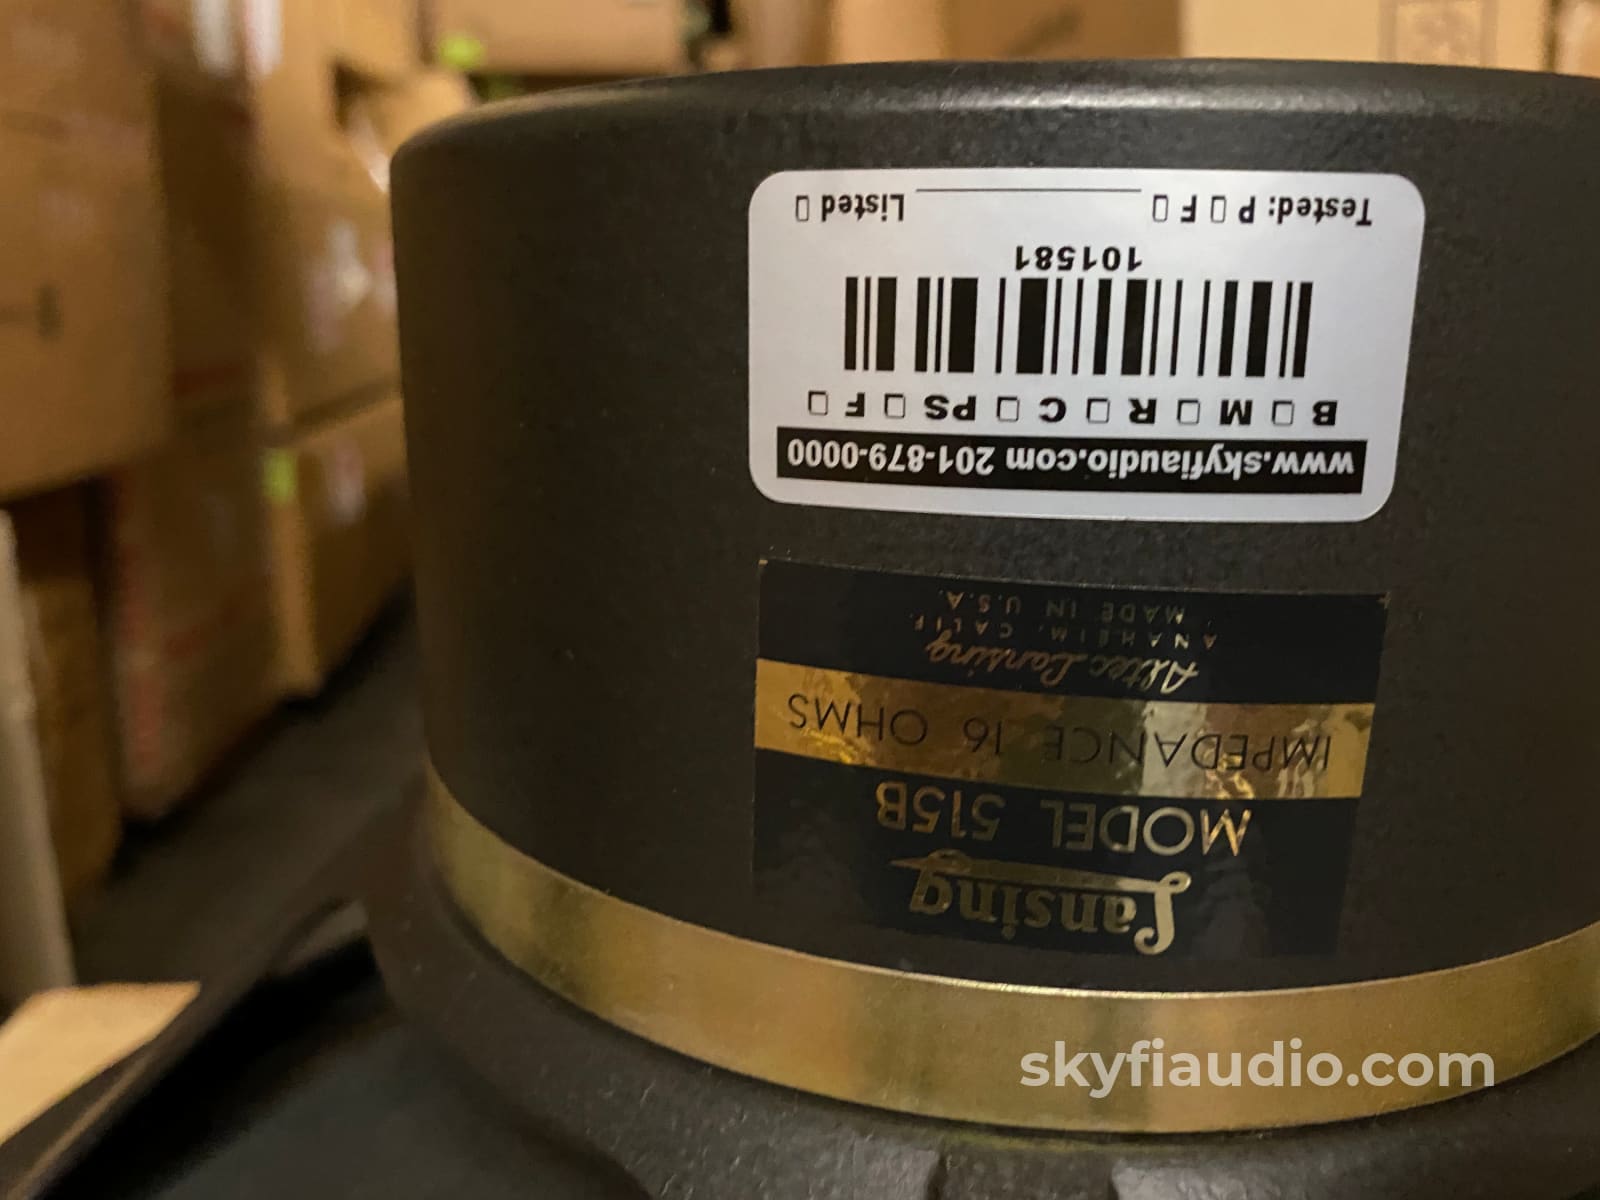 www.skyfiaudio.com 201-879-0000
B □ M □ R □ C □ PS □ F □
101581
Tested: P □ F □ __________ Listed □
Lansing
MODEL 515B
IMPEDANCE 16 OHMS
Altec Lansing
ANAHEIM, CALIF.
MADE IN U.S.A.
skyfiaudio.com